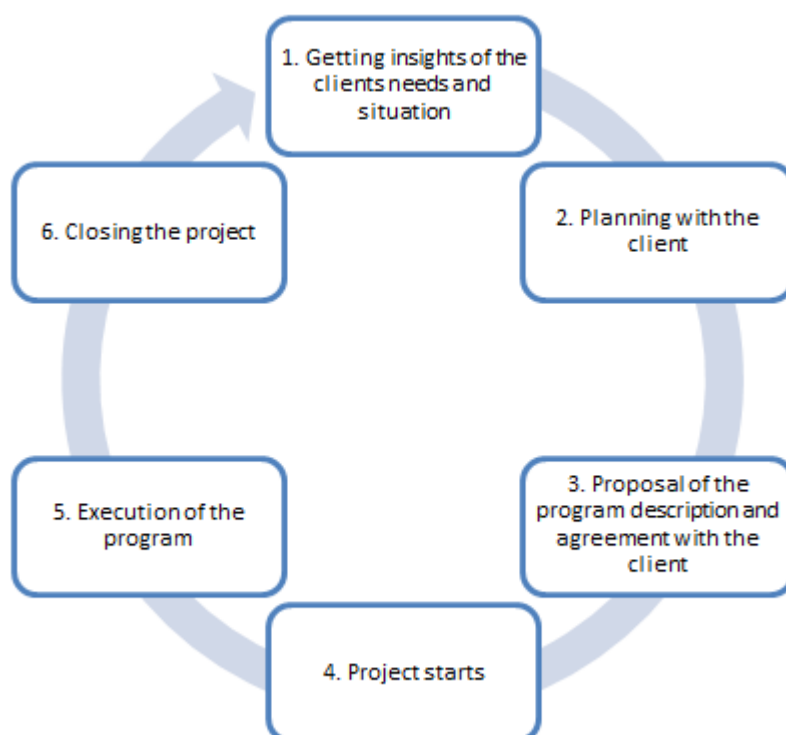 1. Getting insights of the
clients needs and
situation
2. Planning with the
client
3. Proposal of the
program description and
agreement with the
client
4. Project starts
5. Execution of the
program
6. Closing the project